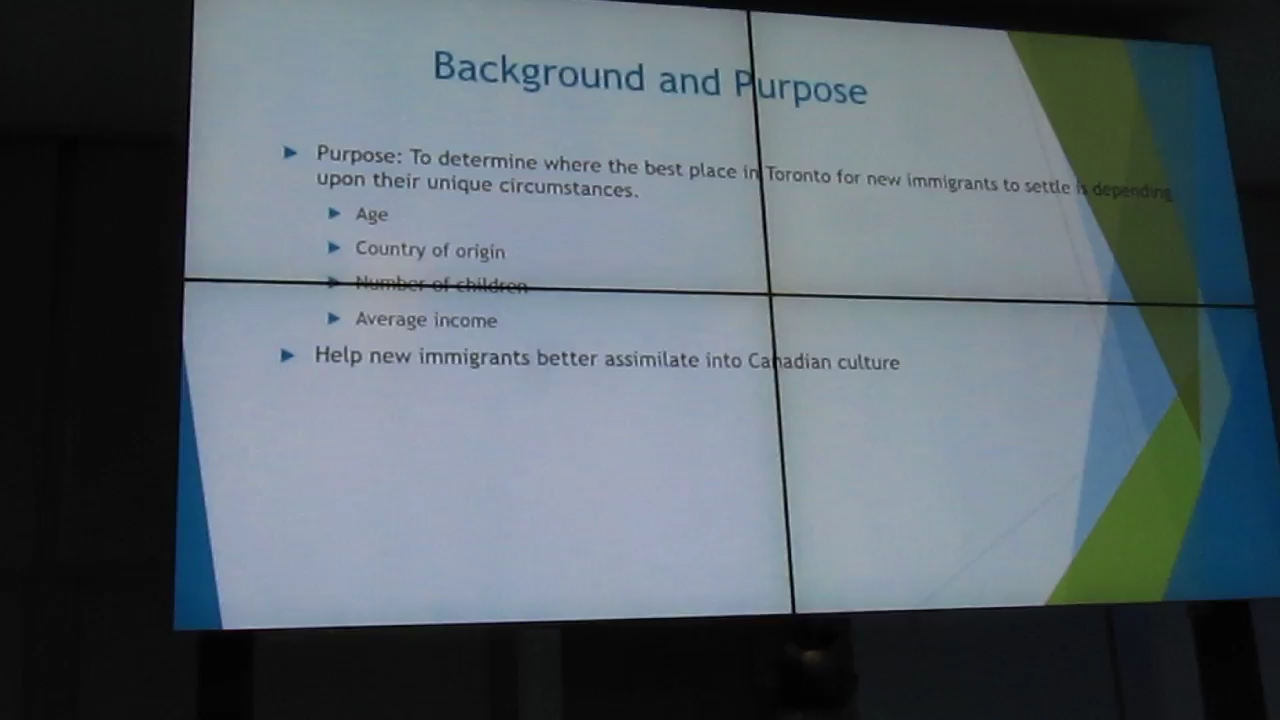 Background and Purpose
Purpose: To determine where the best place in Toronto for new immigrants to settle is depending
upon their unique circumstances.
Age
Country of origin
Number of children
Average income
Help new immigrants better assimilate into Canadian culture